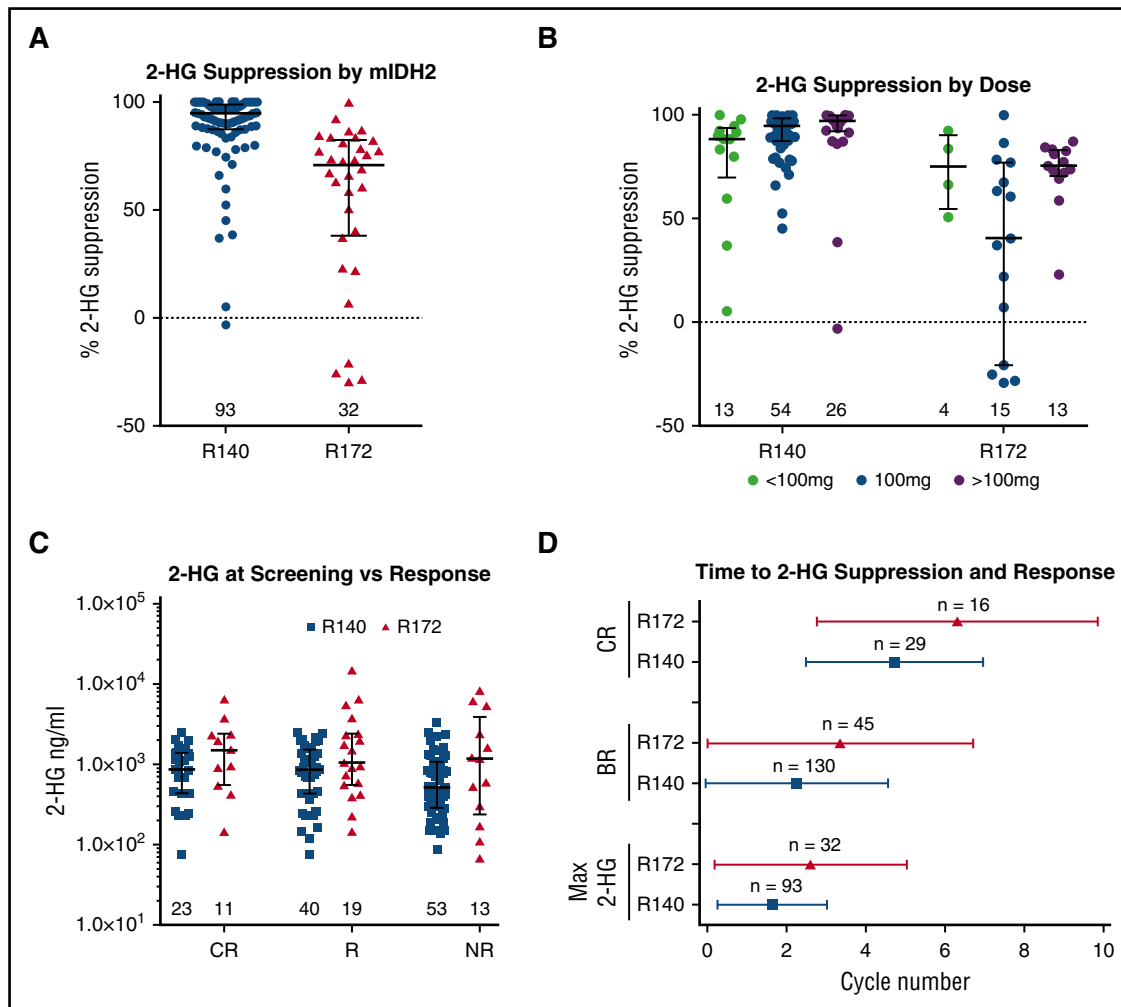 A
2-HG Suppression by mIDH2
% 2-HG suppression
100
50
0
-50
93
32
R140
R172
B
2-HG Suppression by Dose
% 2-HG suppression
100
50
0
-50
13
54
26
4
15
13
R140
R172
<100mg
100mg
>100mg
C
2-HG at Screening vs Response
2-HG ng/ml
R140
R172
1.0×10⁵
1.0×10⁴
1.0×10³
1.0×10²
1.0×10¹
23
11
40
19
53
13
CR
R
NR
D
Time to 2-HG Suppression and Response
CR
R172
n = 16
R140
n = 29
BR
R172
n = 45
R140
n = 130
Max
2-HG
R172
n = 32
R140
n = 93
0
2
4
6
8
10
Cycle number